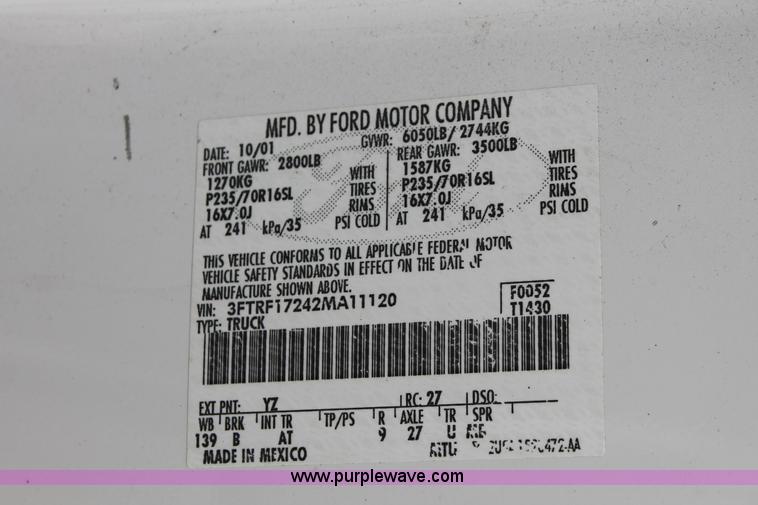 MFD. BY FORD MOTOR COMPANY
DATE: 10/01 GVWR: 6050LB/ 2744KG
FRONT GAWR: 2800LB REAR GAWR: 3500LB
1270KG WITH 1587KG WITH
P235/70R16SL TIRES P235/70R16SL TIRES
16X7.0J RIMS 16X7.0J RIMS
AT 241 kPa/35 PSI COLD AT 241 kPa/35 PSI COLD
THIS VEHICLE CONFORMS TO ALL APPLICABLE FEDERAL MOTOR
VEHICLE SAFETY STANDARDS IN EFFECT ON THE DATE OF
MANUFACTURE SHOWN ABOVE.
VIN: 3FTRF17242MA11120 F0052
TYPE: TRUCK T1430
EXT PNT: YZ RC: 27 DSO:
WB BRK INT TR TP/PS R AXLE TR SPR
139 B AT 9 27 U
MADE IN MEXICO
www.purplewave.com